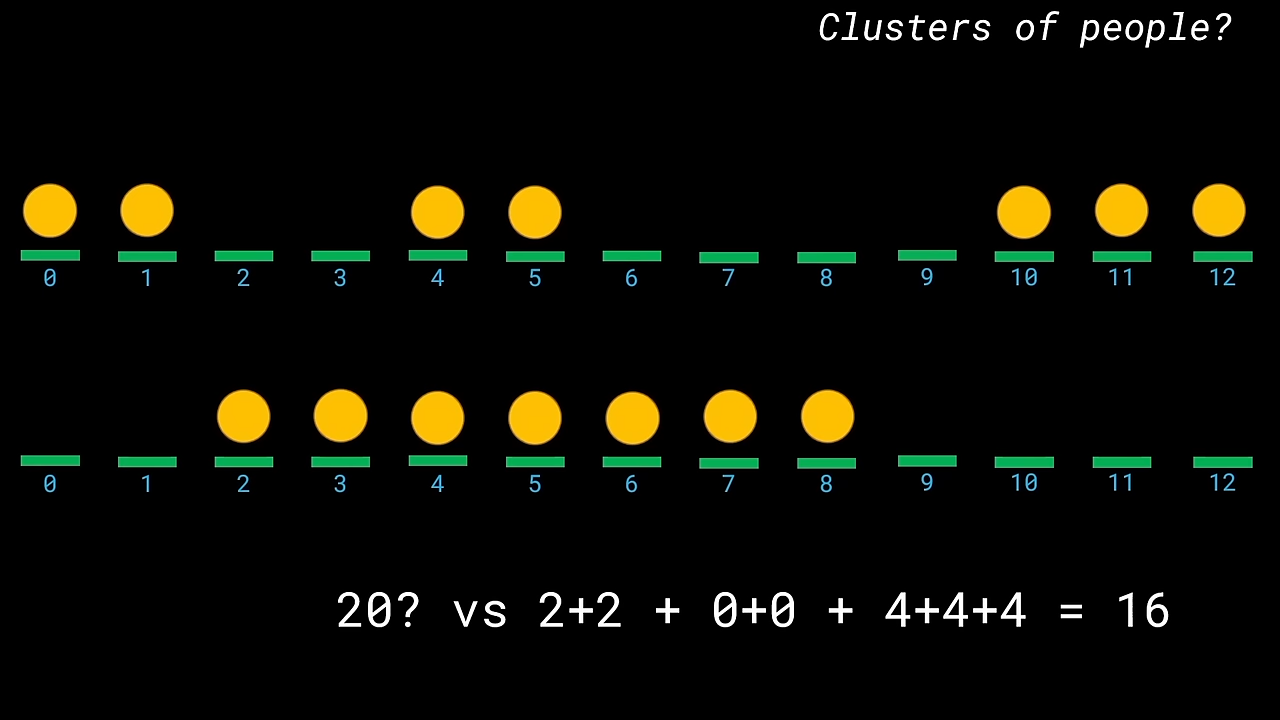 Clusters of people?
0 1 2 3 4 5 6 7 8 9 10 11 12
0 1 2 3 4 5 6 7 8 9 10 11 12
20? vs 2+2 + 0+0 + 4+4+4 = 16